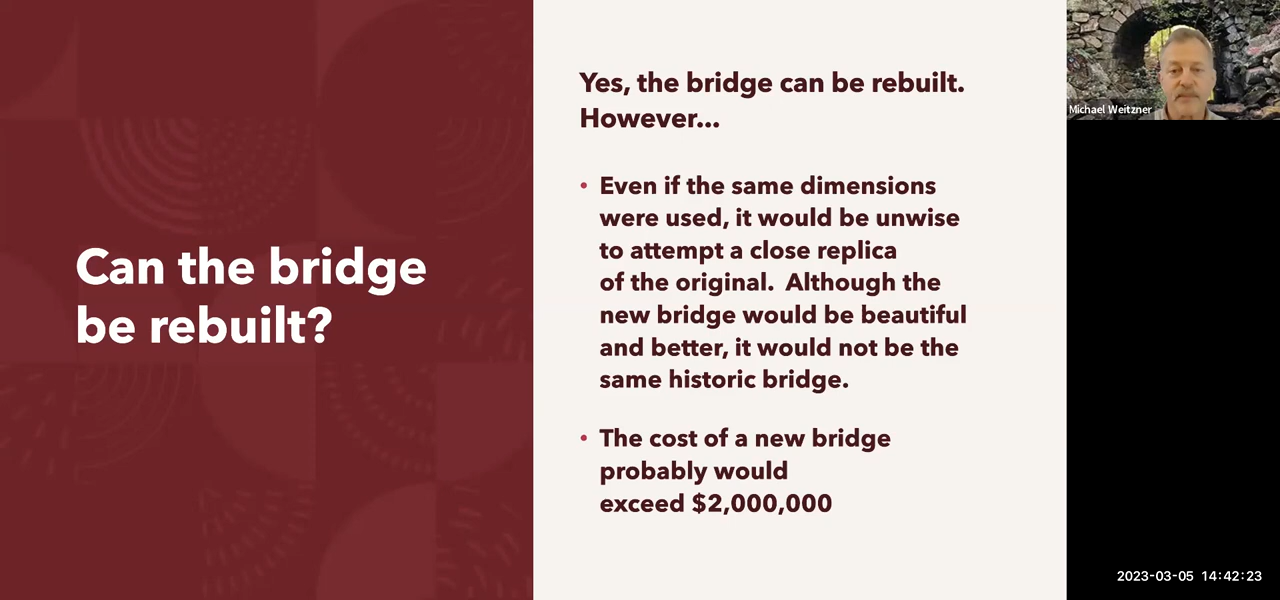 Can the bridge
be rebuilt?
Yes, the bridge can be rebuilt.
However...
• Even if the same dimensions
were used, it would be unwise
to attempt a close replica
of the original.  Although the
new bridge would be beautiful
and better, it would not be the
same historic bridge.
• The cost of a new bridge
probably would
exceed $2,000,000
Michael Weitzner
2023-03-05 14:42:23